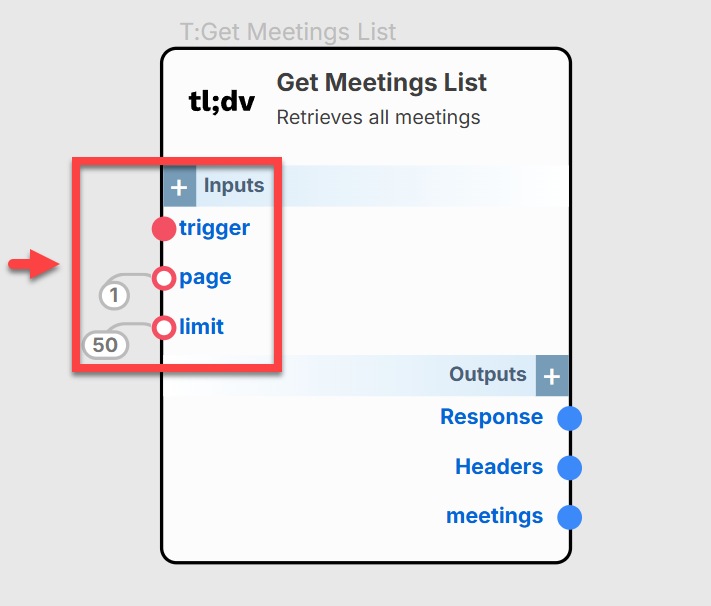 T:Get Meetings List
tl;dv
Get Meetings List
Retrieves all meetings
+ Inputs
trigger
page
1
limit
50
Outputs +
Response
Headers
meetings